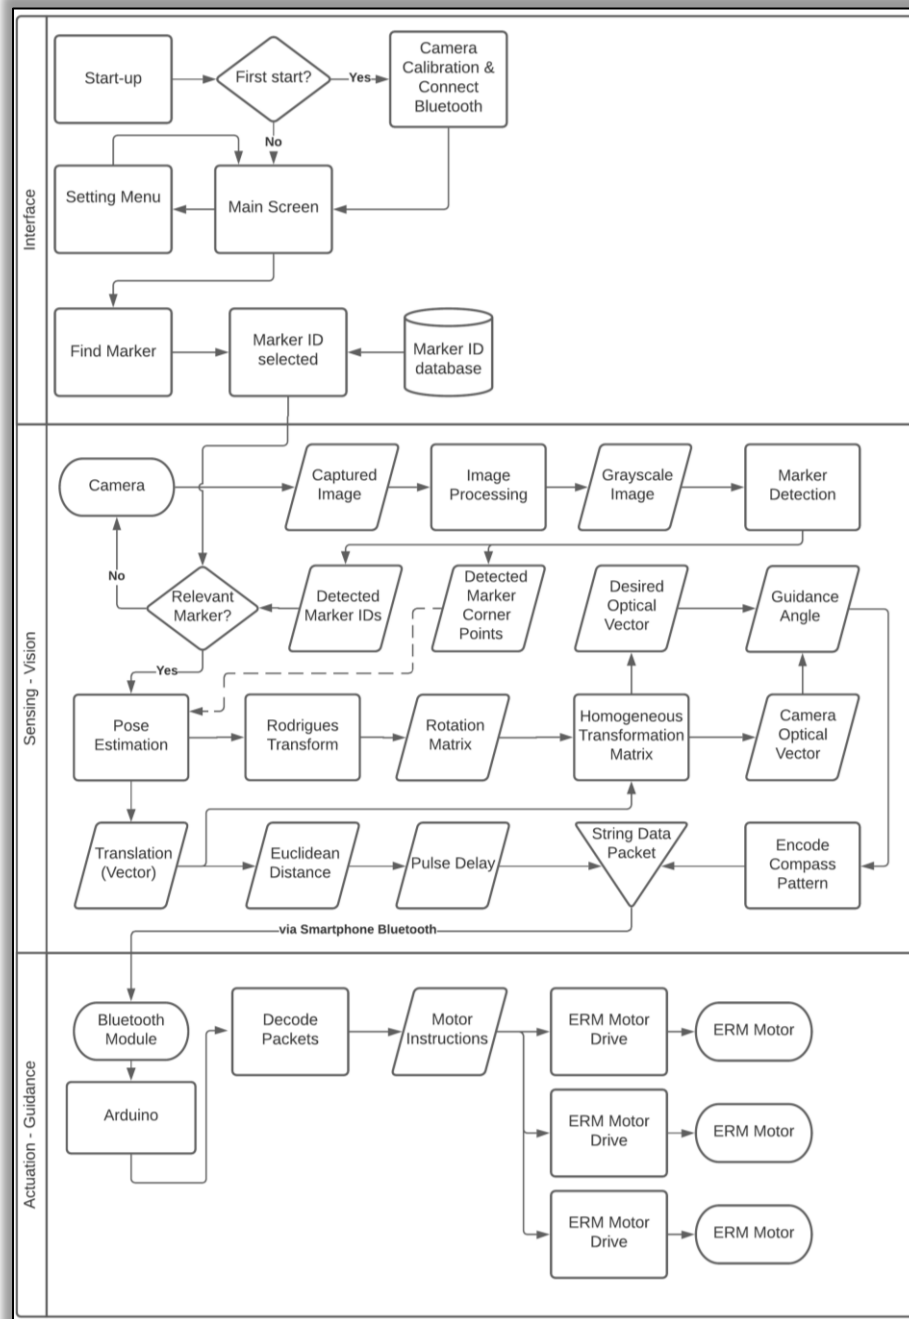 Interface
Start-up
First start?
Yes
Camera
Calibration &
Connect
Bluetooth
No
Setting Menu
Main Screen
Find Marker
Marker ID
selected
Marker ID
database
Sensing - Vision
Camera
Captured
Image
Image
Processing
Grayscale
Image
Marker
Detection
No
Relevant
Marker?
Detected
Marker IDs
Detected
Marker
Corner
Points
Desired
Optical
Vector
Guidance
Angle
Yes
Pose
Estimation
Rodrigues
Transform
Rotation
Matrix
Homogeneous
Transformation
Matrix
Camera
Optical
Vector
Translation
(Vector)
Euclidean
Distance
Pulse Delay
String Data
Packet
Encode
Compass
Pattern
via Smartphone Bluetooth
Actuation - Guidance
Bluetooth
Module
Decode
Packets
Motor
Instructions
ERM Motor
Drive
ERM Motor
Arduino
ERM Motor
Drive
ERM Motor
ERM Motor
Drive
ERM Motor